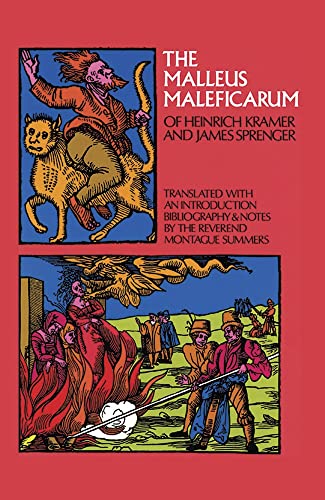 THE
MALLEUS
MALEFICARUM
OF HEINRICH KRAMER
AND JAMES SPRENGER
TRANSLATED WITH
AN INTRODUCTION
BIBLIOGRAPHY & NOTES
BY THE REVEREND
MONTAGUE SUMMERS